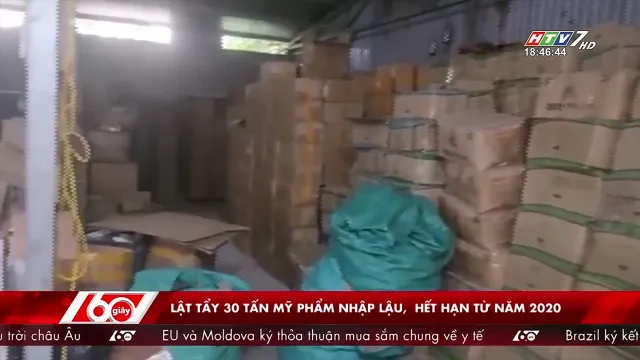 HTV7 HD
18:46:44
60 giây
LẬT TẨY 30 TẤN MỸ PHẨM NHẬP LẬU, HẾT HẠN TỪ NĂM 2020
u trời châu Âu 60 EU và Moldova ký thỏa thuận mua sắm chung về y tế 60 Brazil ký kết